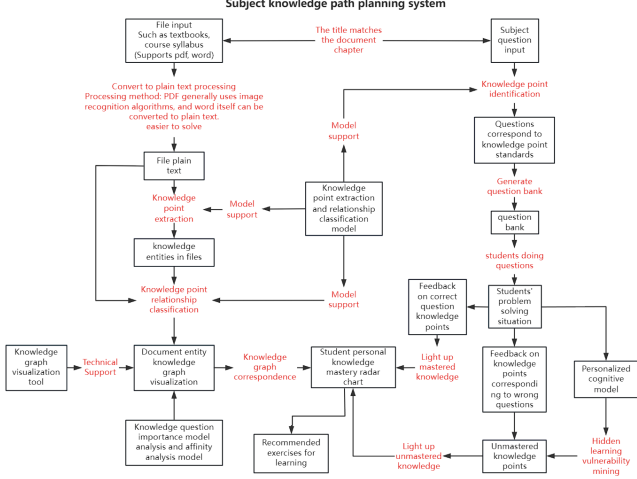 Subject knowledge path planning system
File input
Such as textbooks,
course syllabus
(Supports pdf, word)
The title matches
the document
chapter
Subject
question
input
Convert to plain text processing
Processing method: PDF generally uses image
recognition algorithms, and word itself can be
converted to plain text.
easier to solve
Knowledge point
identification
Model
support
Questions
correspond to
knowledge point
standards
File plain
text
Generate
question bank
Knowledge
point
extraction
Model
support
Knowledge
point extraction
and relationship
classification
model
question
bank
knowledge
entities in files
students doing
questions
Knowledge point
relationship
classification
Model
support
Feedback
on correct
question
knowledge
points
Students'
problem
solving
situation
Knowledge
graph
visualization
tool
Technical
Support
Document entity
knowledge
graph
visualization
Knowledge
graph
correspondence
Student personal
knowledge
mastery radar
chart
Light up
mastered
knowledge
Feedback on
knowledge
points
correspondi
ng to wrong
questions
Personalized
cognitive
model
Knowledge question
importance model
analysis and affinity
analysis model
Recommended
exercises for
learning
Light up
unmastered
knowledge
Unmastered
knowledge
points
Hidden
learning
vulnerability
mining